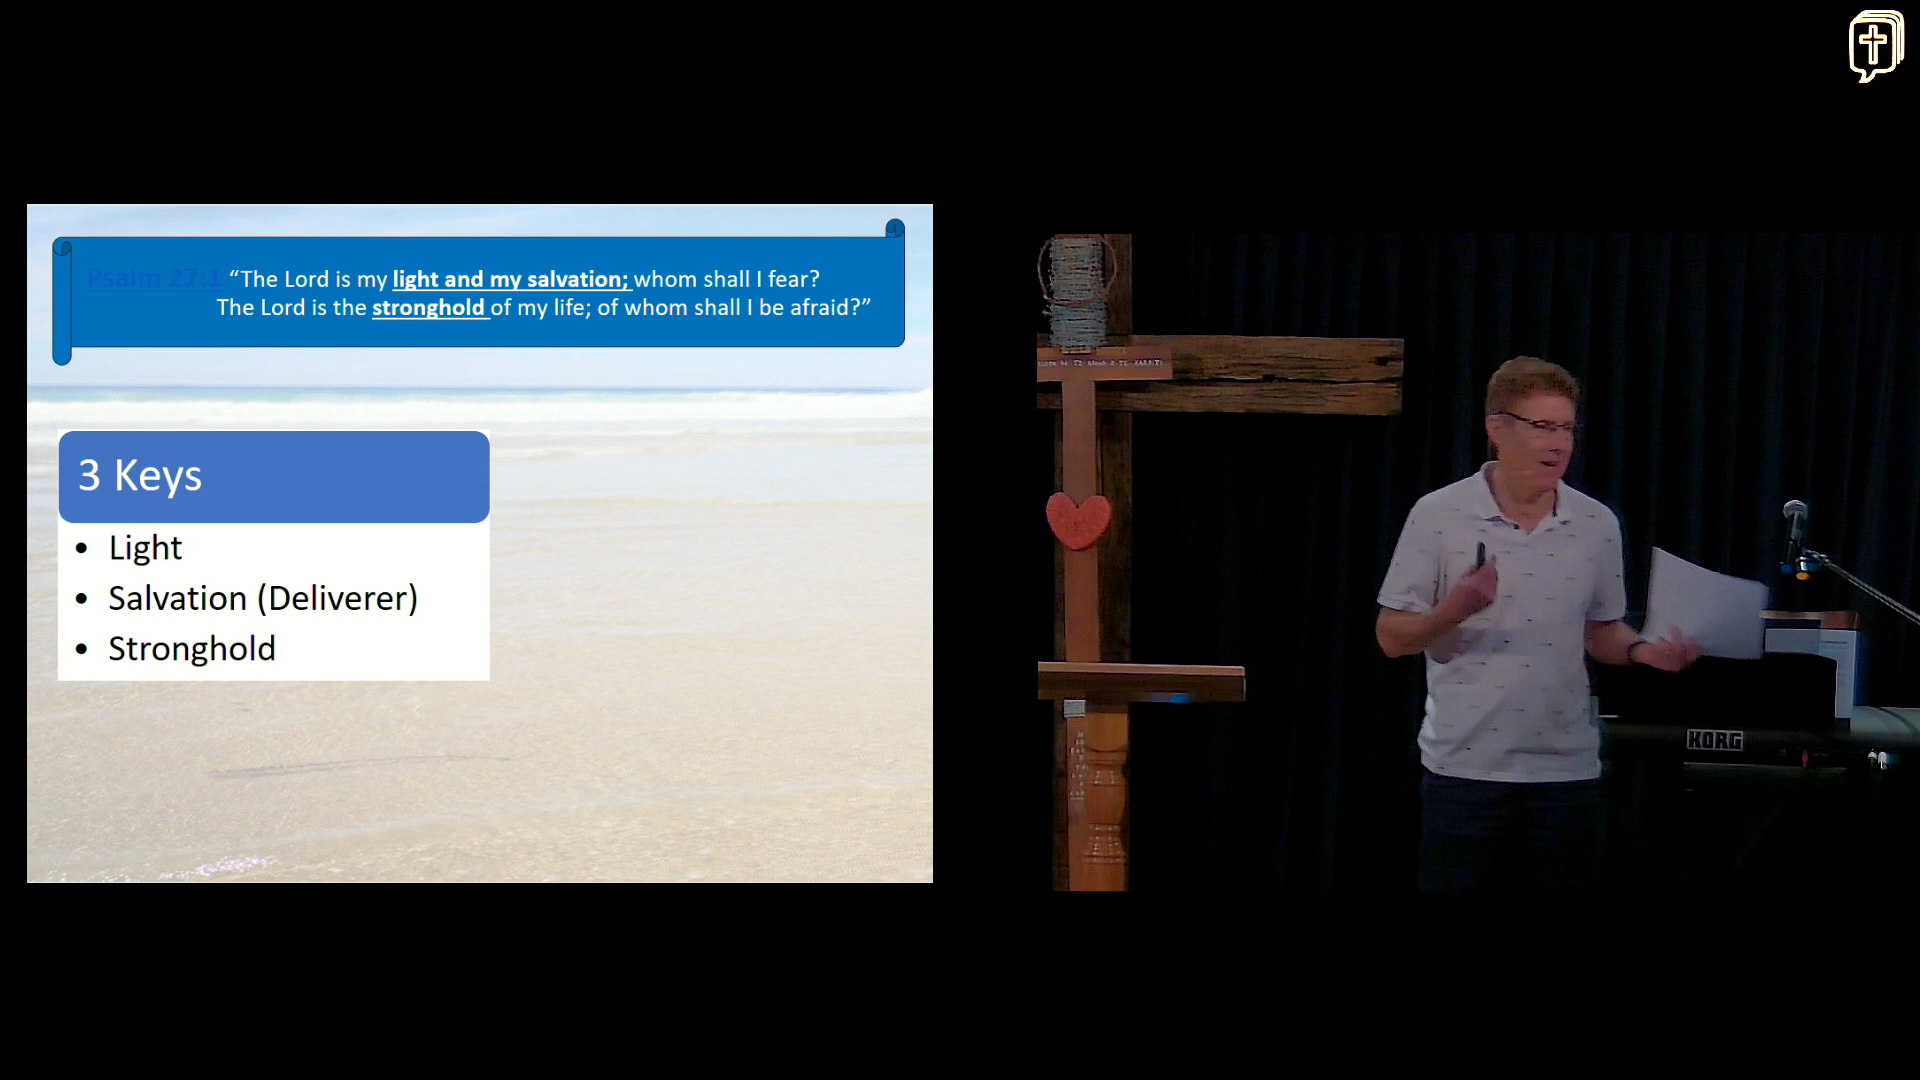 Psalm 27:1 “The Lord is my light and my salvation; whom shall I fear?
The Lord is the stronghold of my life; of whom shall I be afraid?”
3 Keys
• Light
• Salvation (Deliverer)
• Stronghold
KORG